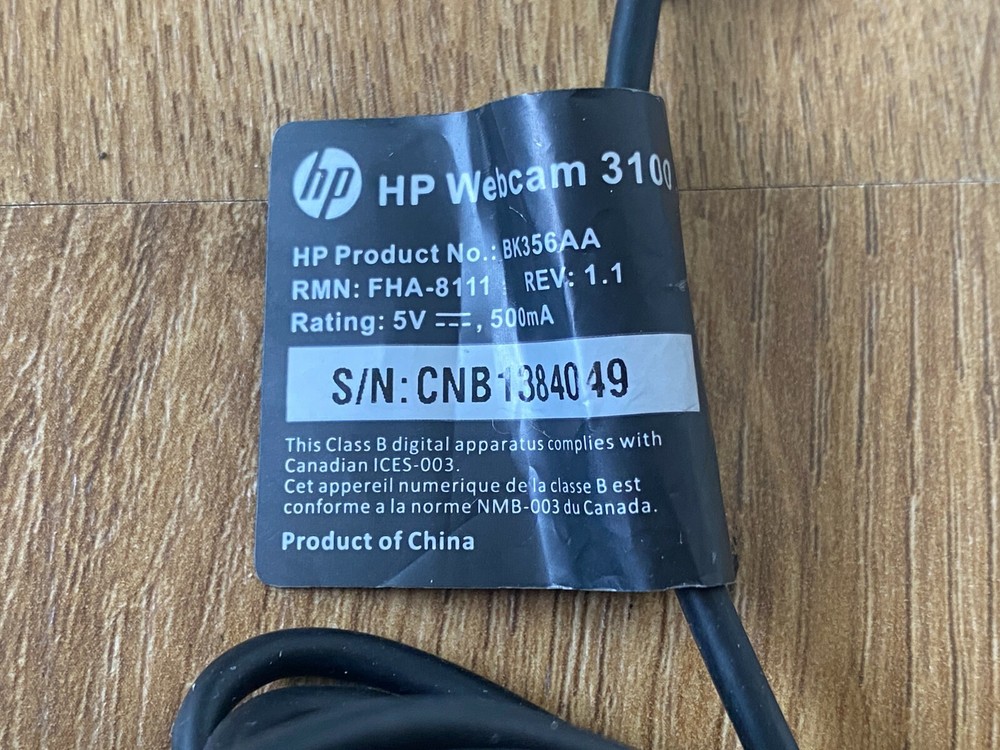 hp HP Webcam 3100
HP Product No.: BK356AA
RMN: FHA-8111 REV: 1.1
Rating: 5V ⎓, 500mA
S/N: CNB1384049
This Class B digital apparatus complies with
Canadian ICES-003.
Cet appereil numerique de la classe B est
conforme a la norme NMB-003 du Canada.
Product of China